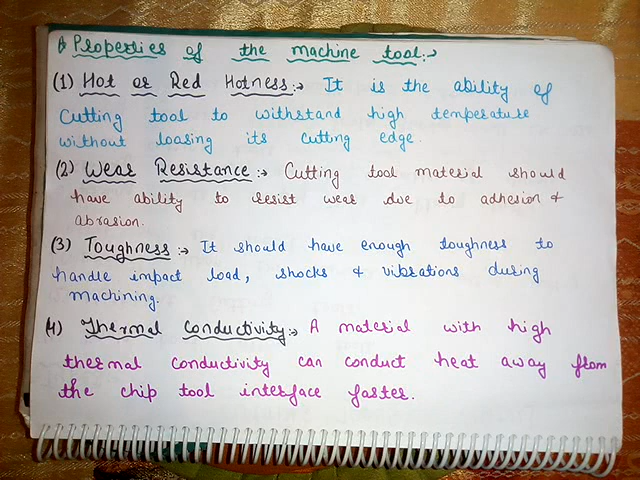 Properties of the machine tool:→
(1) Hot or Red Hotness:→ It is the ability of
Cutting tool to withstand high temperature
without loasing its cutting edge.
(2) Wear Resistance:→ Cutting tool material should
have ability to resist wear due to adhesion &
abrasion.
(3) Toughness:→ It should have enough toughness to
handle impact load, shocks & vibrations during
machining.
(4) Thermal conductivity:→ A material with high
thermal conductivity can conduct heat away from
the chip tool interface faster.